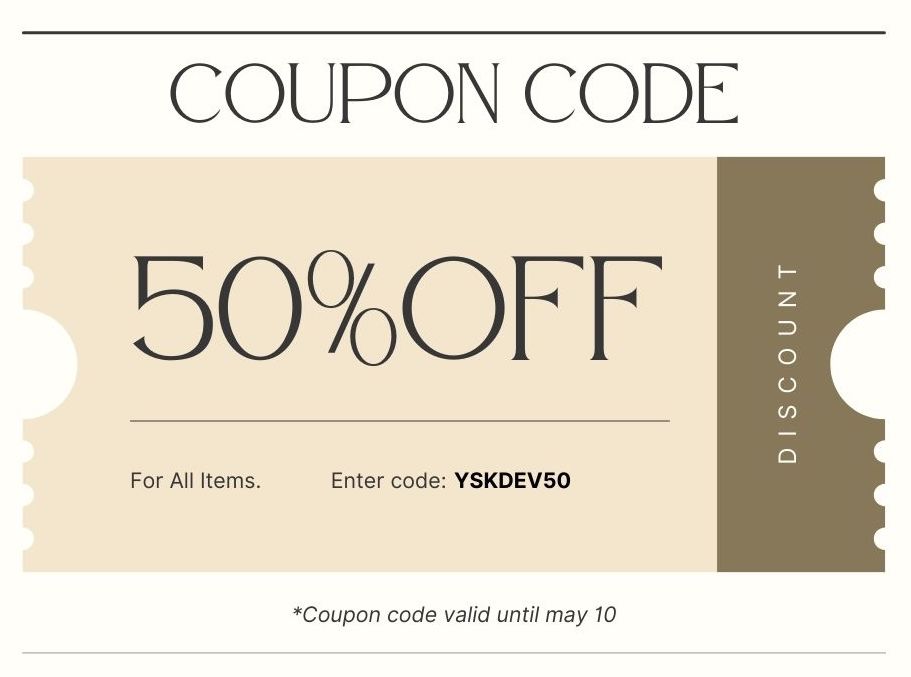 COUPON CODE
50%OFF
DISCOUNT
For All Items.
Enter code: YSKDEV50
*Coupon code valid until may 10